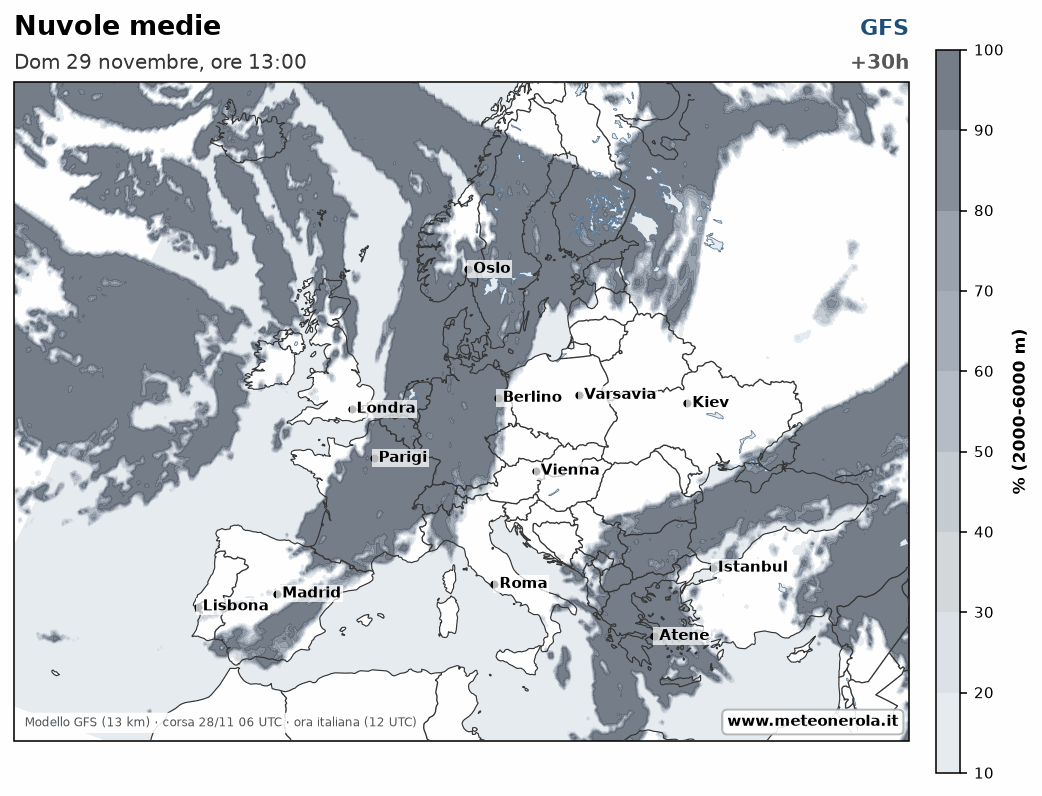 Nuvole medie
GFS
Dom 29 novembre, ore 13:00
+30h
100
90
80
70
60
50
40
30
20
10
% (2000-6000 m)
Oslo
Berlino
Varsavia
Kiev
Londra
Parigi
Vienna
Istanbul
Roma
Madrid
Lisbona
Atene
Modello GFS (13 km) · corsa 28/11 06 UTC · ora italiana (12 UTC)
www.meteonerola.it